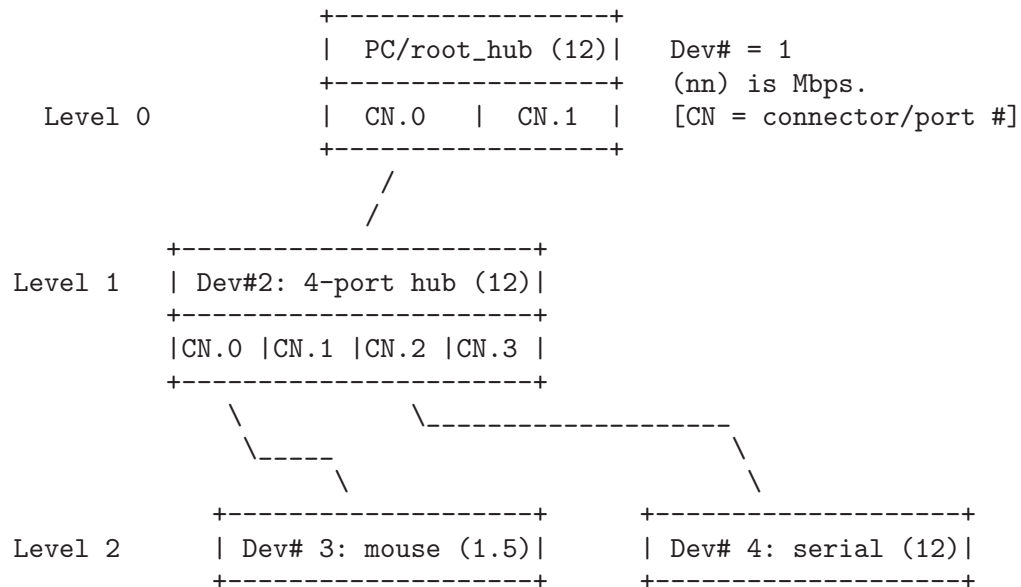 PC/root_hub (12)| Dev# = 1
(nn) is Mbps.
Level 0 | CN.0 | CN.1 | [CN = connector/port #]
Level 1 | Dev#2: 4-port hub (12)|
|CN.0 |CN.1 |CN.2 |CN.3 |
Level 2 | Dev# 3: mouse (1.5)| | Dev# 4: serial (12)|